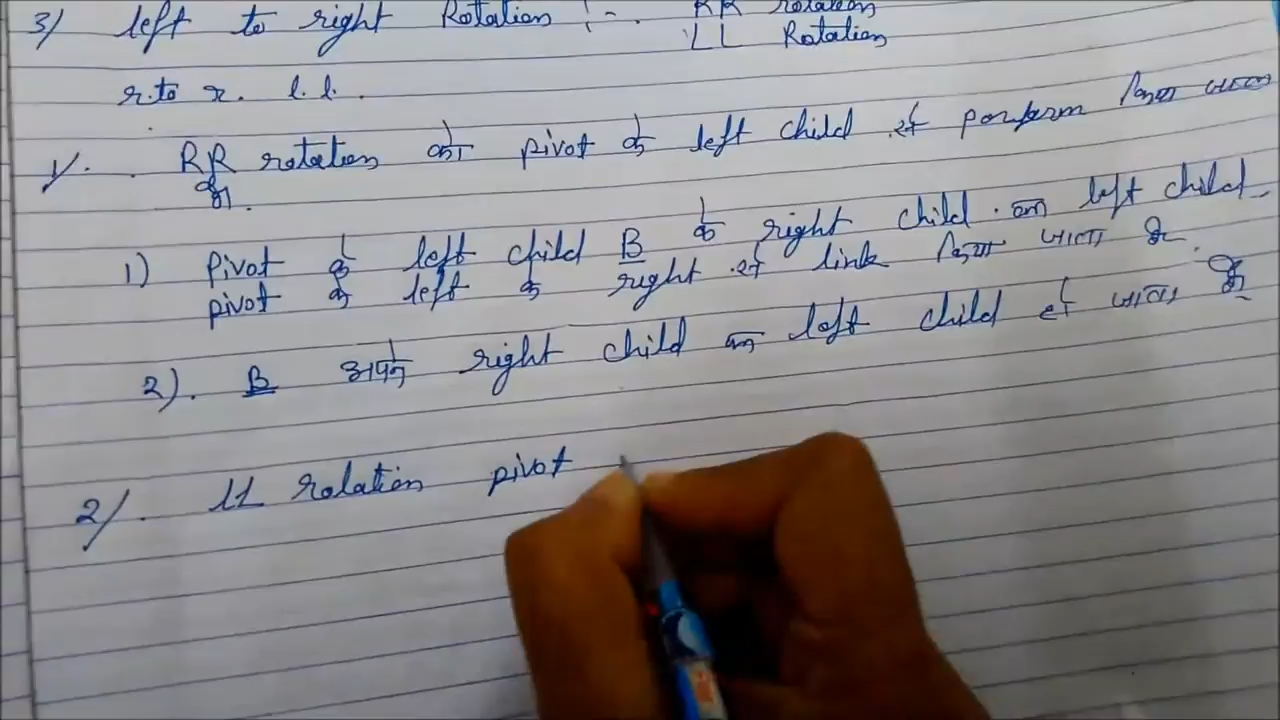 3) left to right Rotation :-. RR rotation
LL Rotation
r.to r. l.l.
1/. RR rotation को pivot के left child से perform किया जाता
है।
1) Pivot के left child B के right child को left child
pivot के left के right से link किया जाता है.
2). B अपने right child का left child हो जाता है
2/. LL rolation pivot